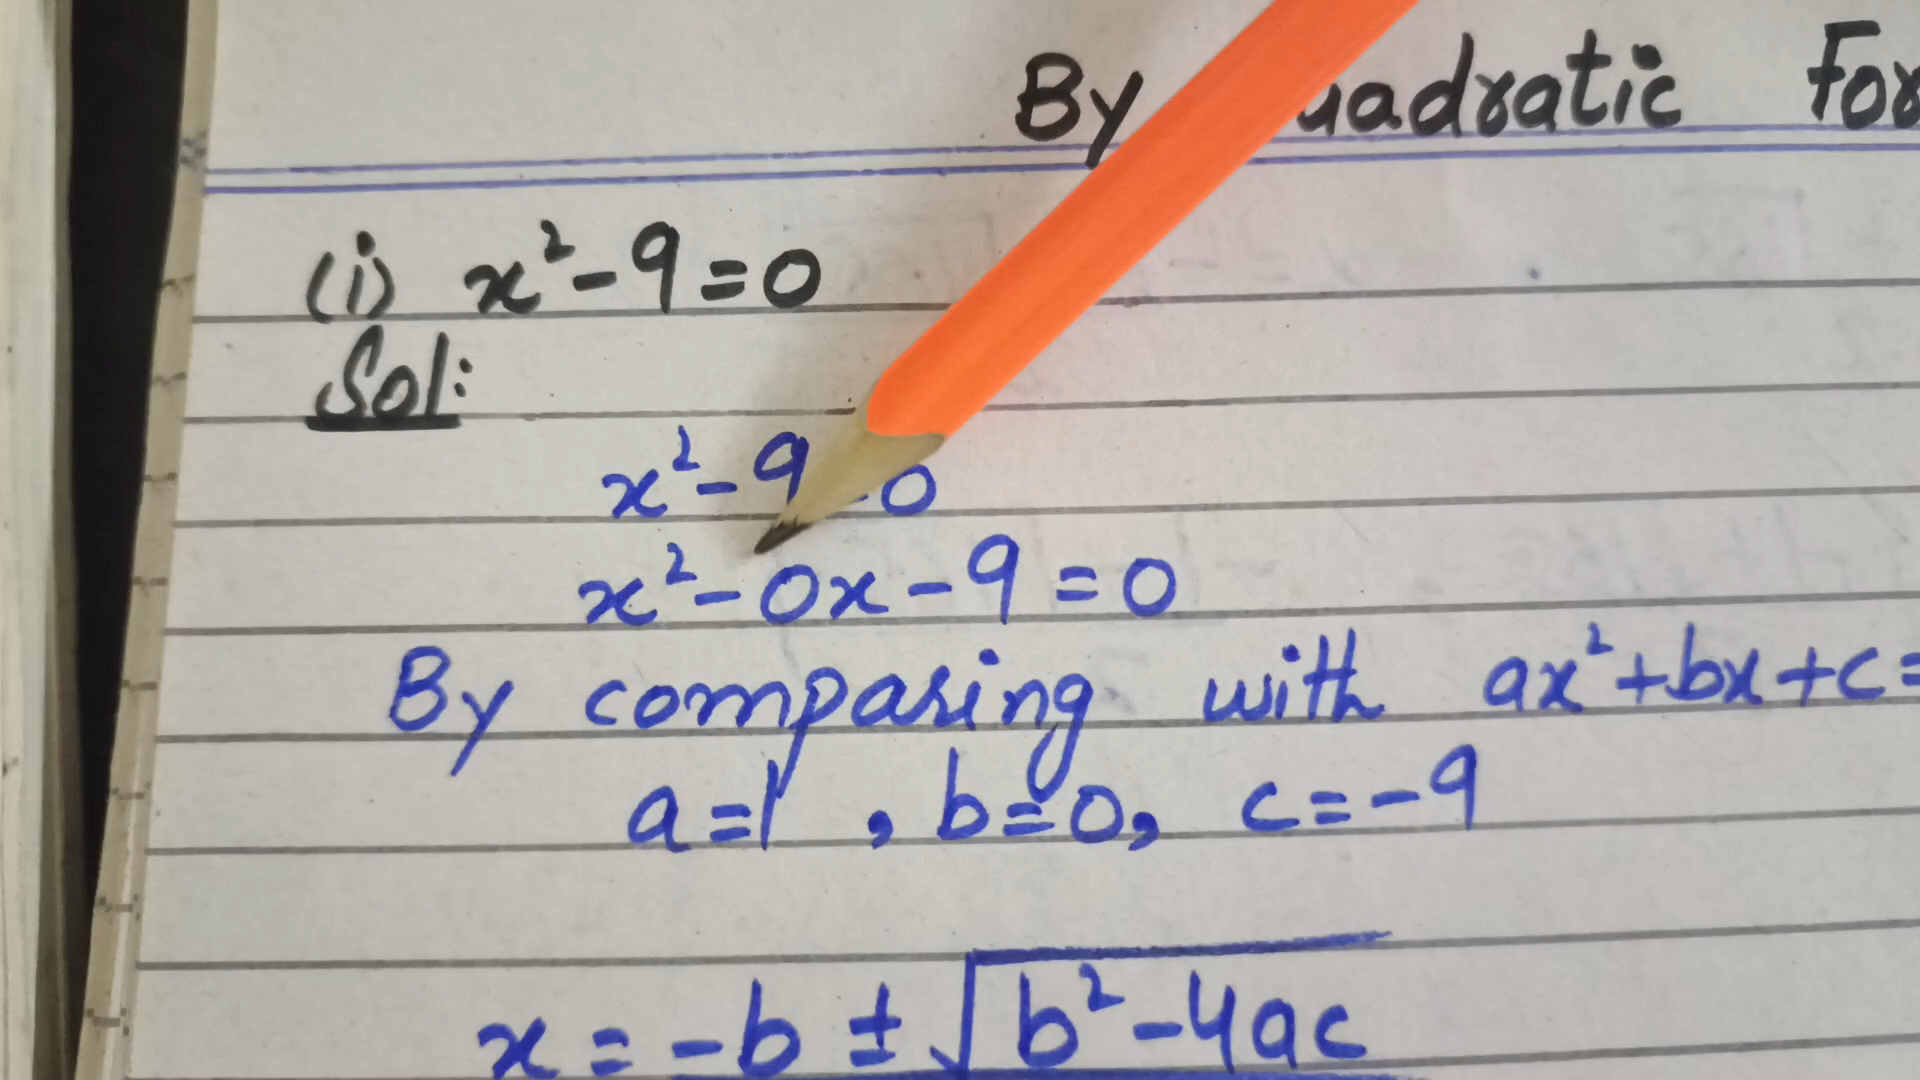 By uadratic For
(i) x² - 9 = 0
Sol:
x² - 9 0
x² - 0x - 9 = 0
By comparing with ax² + bx + c =
a = 1 , b = 0, c = -9
x = -b ± √b² - 4ac